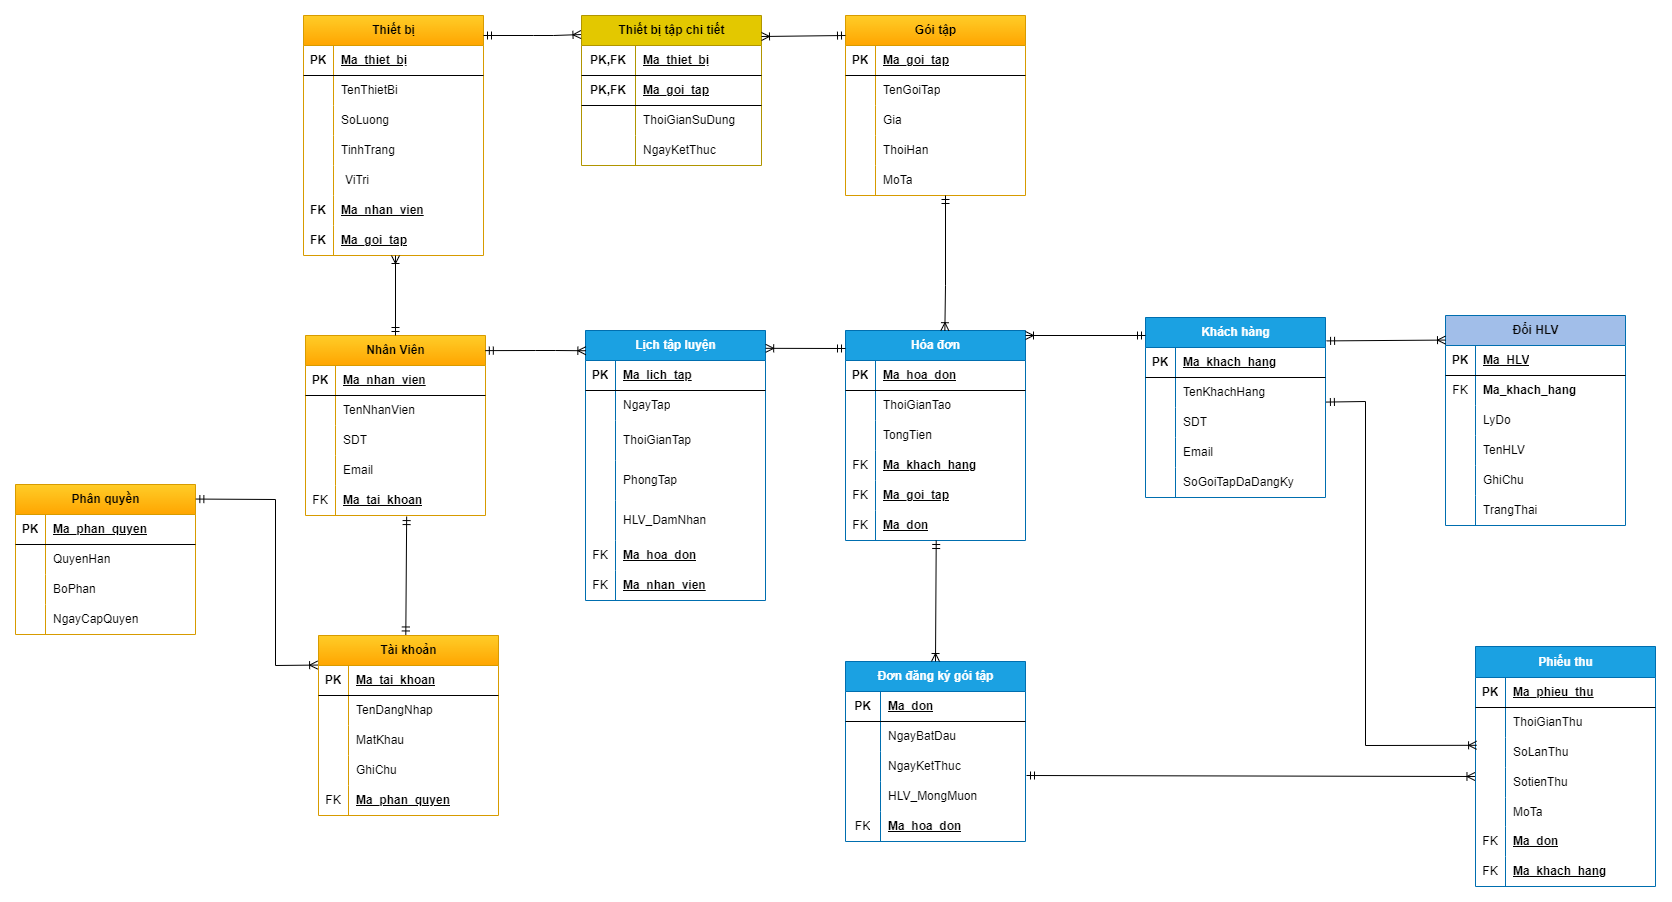 Thiết bị
PK Ma_thiet_bị
TenThietBi
SoLuong
TinhTrang
ViTri
FK Ma_nhan_vien
FK Ma_goi_tap
Thiết bị tập chi tiết
PK,FK Ma_thiet_bị
PK,FK Ma_goi_tap
ThoiGianSuDung
NgayKetThuc
Gói tập
PK Ma_goi_tap
TenGoiTap
Gia
ThoiHan
MoTa
Nhân Viên
PK Ma_nhan_vien
TenNhanVien
SDT
Email
FK Ma_tai_khoan
Lịch tập luyện
PK Ma_lich_tap
NgayTap
ThoiGianTap
PhongTap
HLV_DamNhan
FK Ma_hoa_don
FK Ma_nhan_vien
Hóa đơn
PK Ma_hoa_don
ThoiGianTao
TongTien
FK Ma_khach_hang
FK Ma_goi_tap
FK Ma_don
Khách hàng
PK Ma_khach_hang
TenKhachHang
SDT
Email
SoGoiTapDaDangKy
Đổi HLV
PK Ma_HLV
FK Ma_khach_hang
LyDo
TenHLV
GhiChu
TrangThai
Phân quyền
PK Ma_phan_quyen
QuyenHan
BoPhan
NgayCapQuyen
Tài khoản
PK Ma_tai_khoan
TenDangNhap
MatKhau
GhiChu
FK Ma_phan_quyen
Đơn đăng ký gói tập
PK Ma_don
NgayBatDau
NgayKetThuc
HLV_MongMuon
FK Ma_hoa_don
Phiếu thu
PK Ma_phieu_thu
ThoiGianThu
SoLanThu
SotienThu
MoTa
FK Ma_don
FK Ma_khach_hang